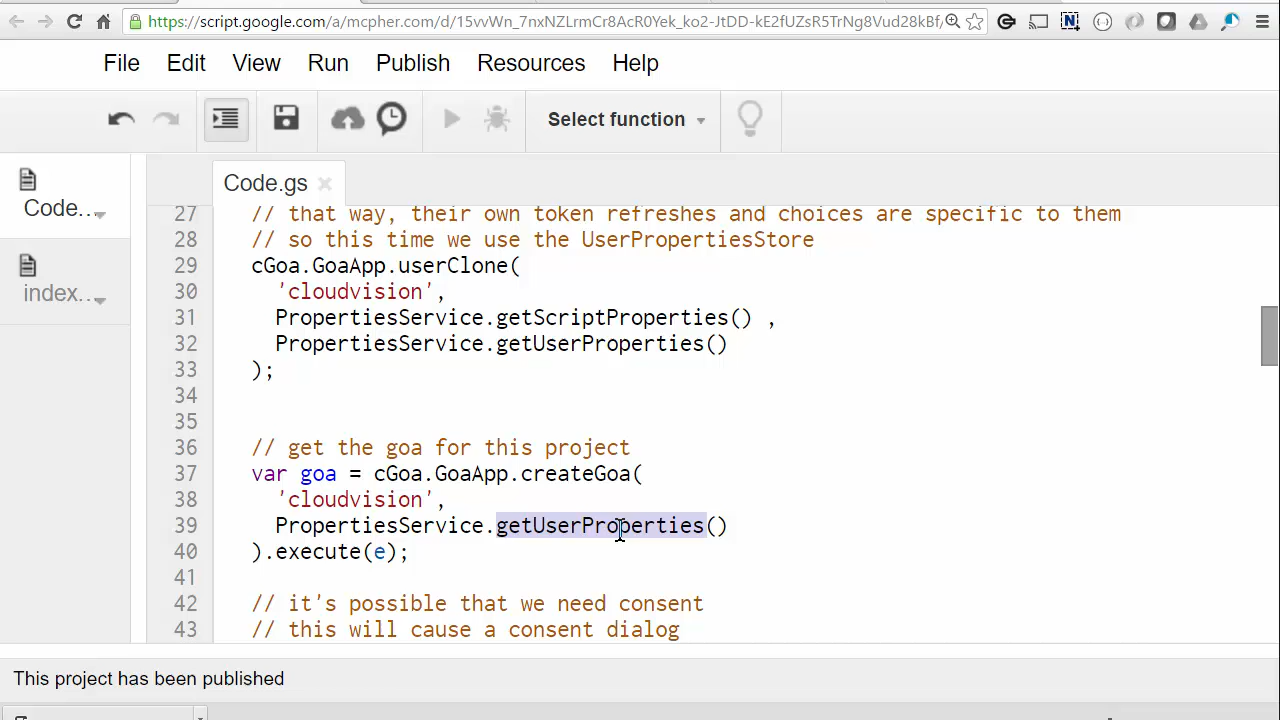 https://script.google.com/a/mcpher.com/d/15vvWn_7nxNZLrmCr8AcR0Yek_ko2-JtDD-kE2fUZsR5TrNg8Vud28kBf/
File Edit View Run Publish Resources Help
Select function
Code...
index...
Code.gs
27 // that way, their own token refreshes and choices are specific to them
28 // so this time we use the UserPropertiesStore
29 cGoa.GoaApp.userClone(
30 'cloudvision',
31 PropertiesService.getScriptProperties() ,
32 PropertiesService.getUserProperties()
33 );
34
35
36 // get the goa for this project
37 var goa = cGoa.GoaApp.createGoa(
38 'cloudvision',
39 PropertiesService.getUserProperties()
40 ).execute(e);
41
42 // it's possible that we need consent
43 // this will cause a consent dialog
This project has been published